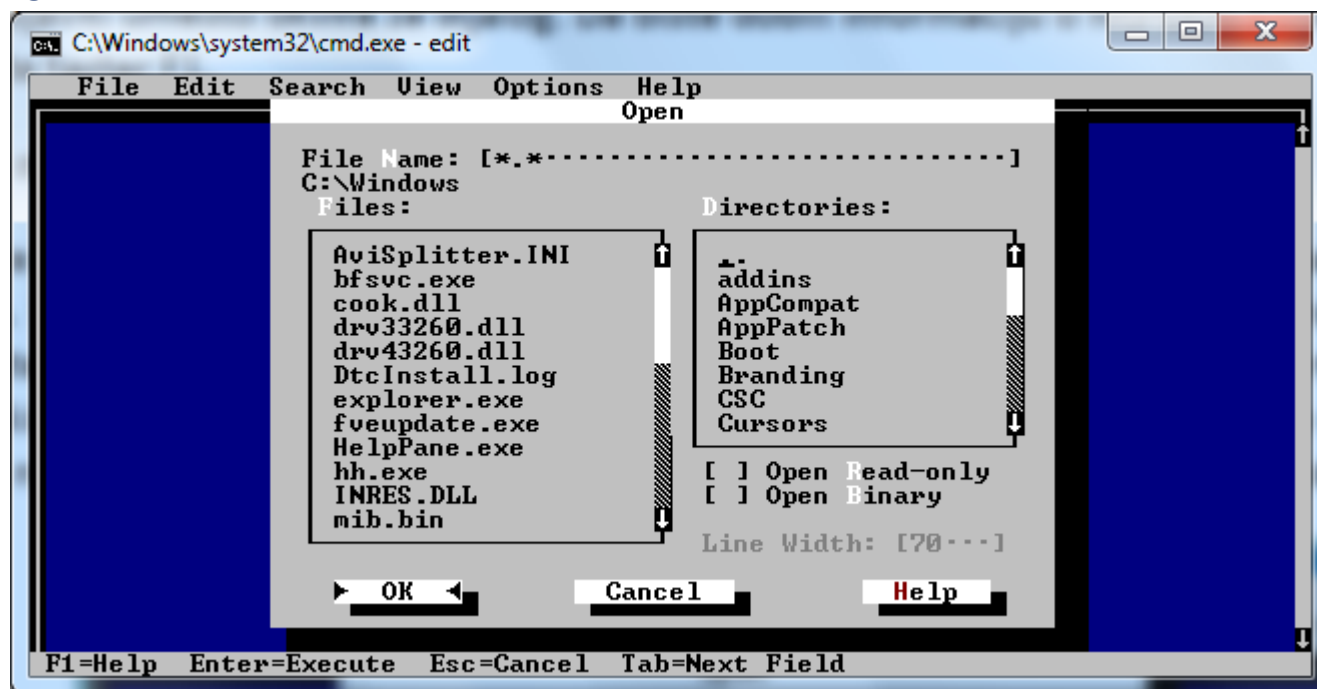 C:\Windows\system32\cmd.exe - edit
File Edit Search View Options Help
Open
File Name: [*.*······························]
C:\Windows
Files:
AviSplitter.INI
bfsvc.exe
cook.dll
drv33260.dll
drv43260.dll
DtcInstall.log
explorer.exe
fveupdate.exe
HelpPane.exe
hh.exe
INRES.DLL
mib.bin
Directories:
..
addins
AppCompat
AppPatch
Boot
Branding
CSC
Cursors
[ ] Open Read-only
[ ] Open Binary
Line Width: [70···]
OK Cancel Help
F1=Help Enter=Execute Esc=Cancel Tab=Next Field